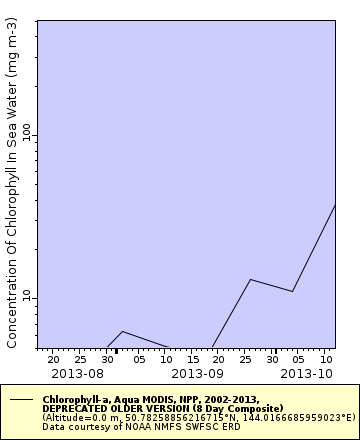 Concentration Of Chlorophyll In Sea Water (mg m-3)
100
10
20 25 30 05 10 15 20 25 30 05 10
2013-08 2013-09 2013-10
Chlorophyll-a, Aqua MODIS, NPP, 2002-2013,
DEPRECATED OLDER VERSION (8 Day Composite)
(Altitude=0.0 m, 50.78258856216715°N, 144.0166685959023°E)
Data courtesy of NOAA NMFS SWFSC ERD